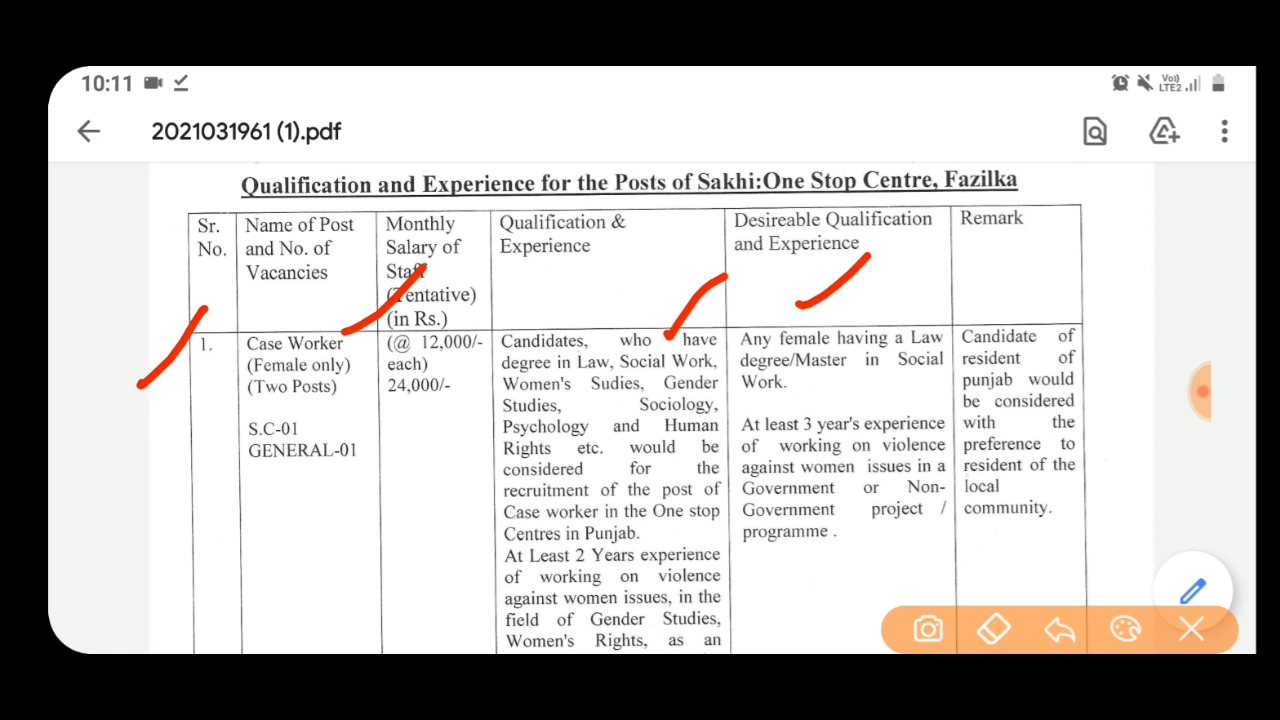 10:11
Vo))
LTE2
2021031961 (1).pdf
Qualification and Experience for the Posts of Sakhi:One Stop Centre, Fazilka
Sr.
No.
Name of Post
and No. of
Vacancies
Monthly
Salary of
Staff
(Tentative)
(in Rs.)
Qualification &
Experience
Desireable Qualification
and Experience
Remark
1.
Case Worker
(Female only)
(Two Posts)
S.C-01
GENERAL-01
(@ 12,000/-
each)
24,000/-
Candidates, who have
degree in Law, Social Work,
Women's Sudies, Gender
Studies, Sociology,
Psychology and Human
Rights etc. would be
considered for the
recruitment of the post of
Case worker in the One stop
Centres in Punjab.
At Least 2 Years experience
of working on violence
against women issues, in the
field of Gender Studies,
Women's Rights, as an
Any female having a Law
degree/Master in Social
Work.
At least 3 year's experience
of working on violence
against women issues in a
Government or Non-
Government project /
programme .
Candidate of
resident of
punjab would
be considered
with the
preference to
resident of the
local
community.